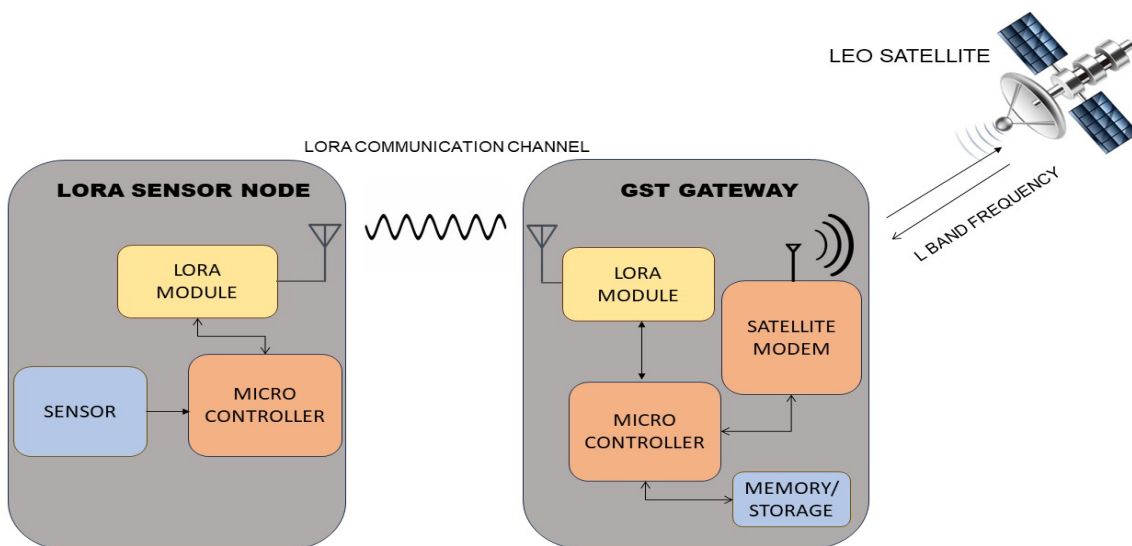 LEO SATELLITE
LORA COMMUNICATION CHANNEL
LORA SENSOR NODE
LORA
MODULE
SENSOR
MICRO
CONTROLLER
GST GATEWAY
LORA
MODULE
SATELLITE
MODEM
MICRO
CONTROLLER
MEMORY/
STORAGE
L BAND FREQUENCY